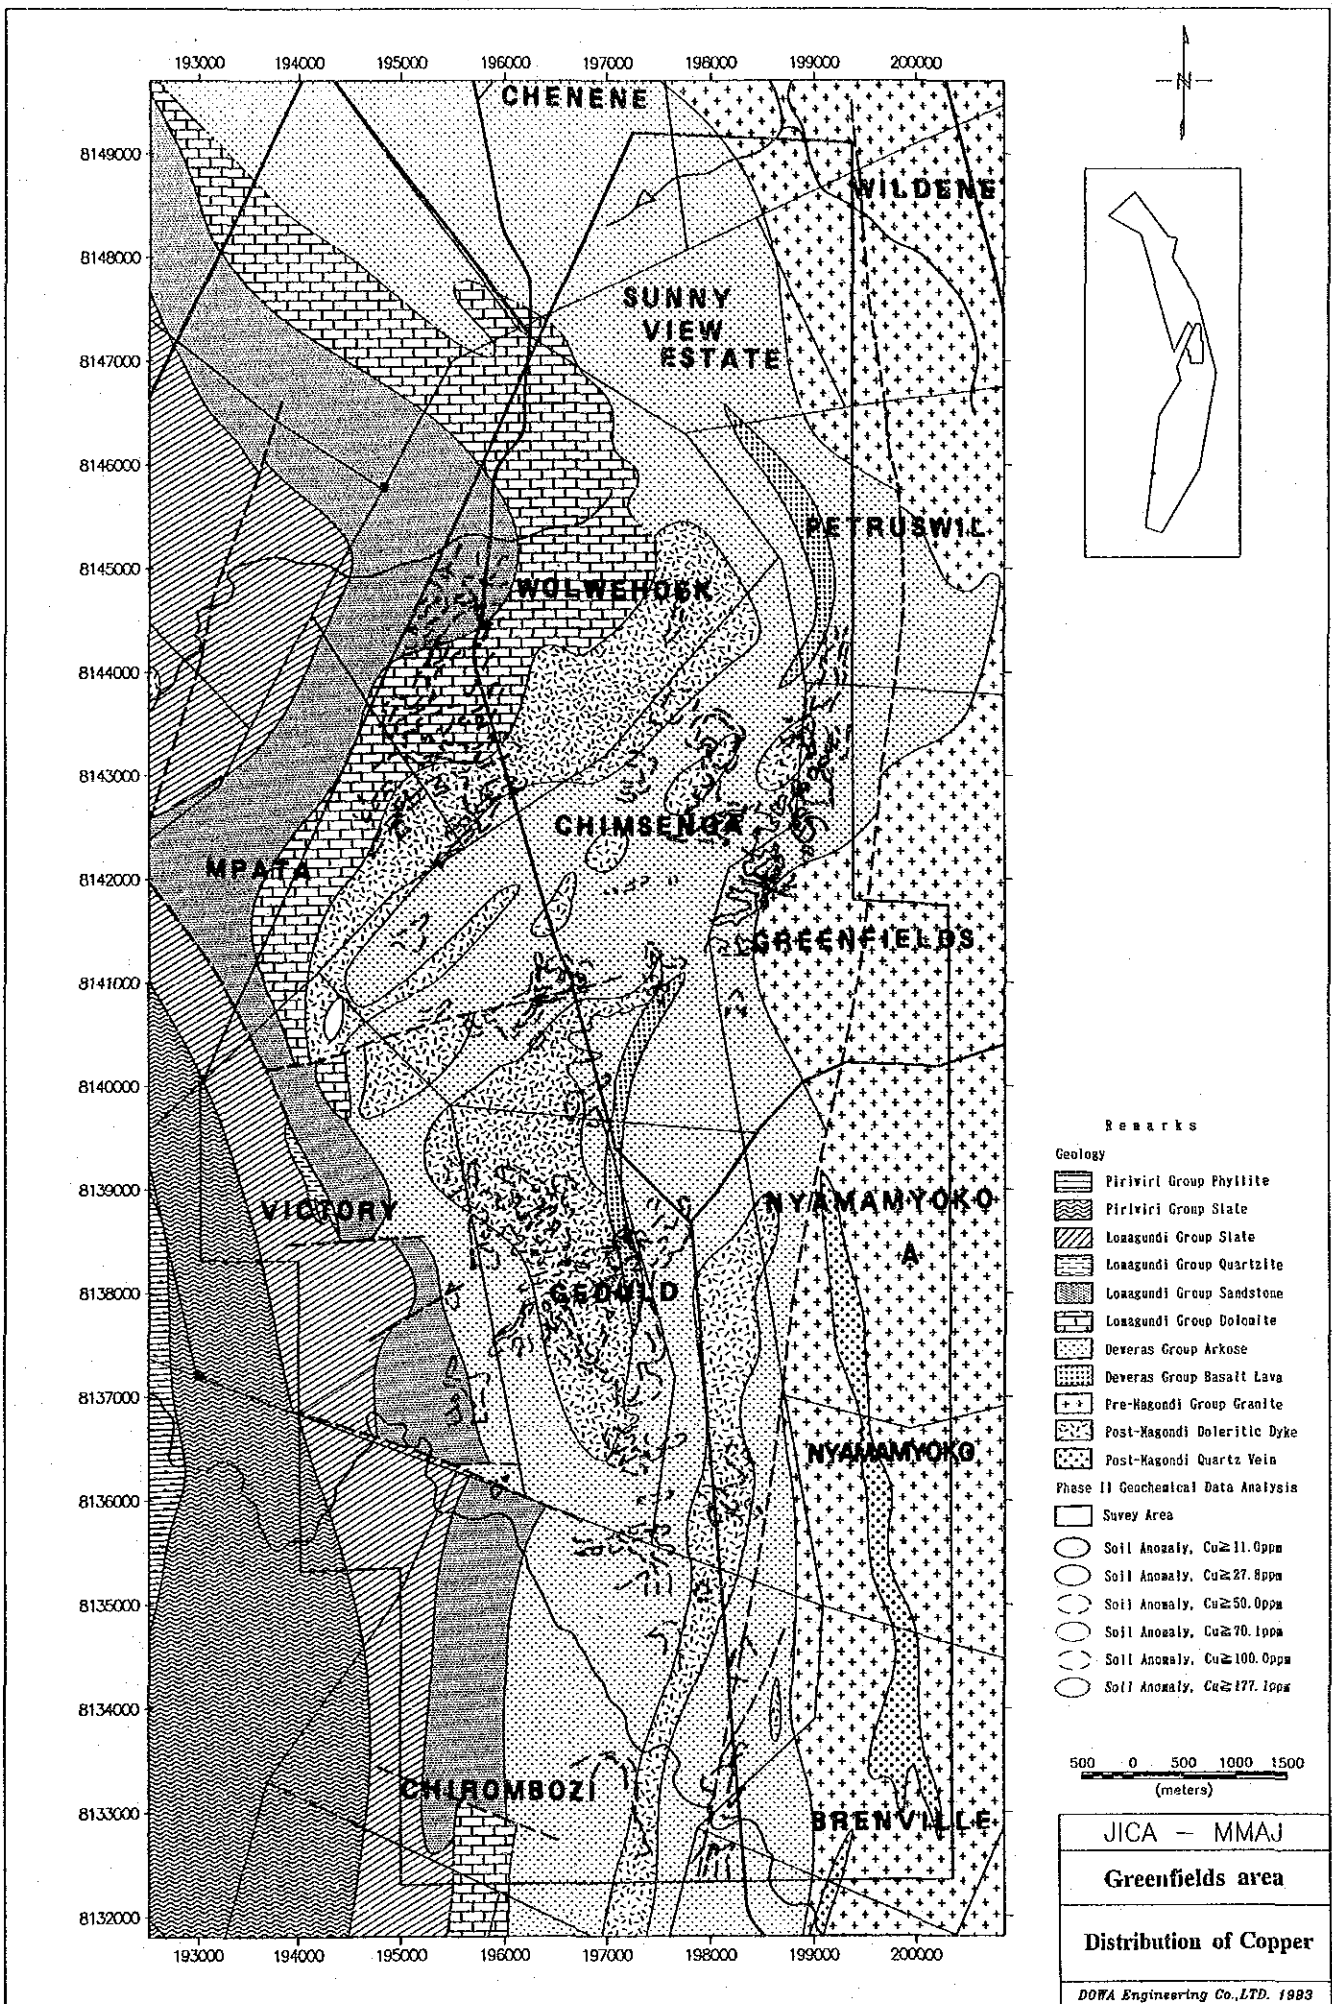 193000 194000 195000 196000 197000 198000 199000 200000
N
CHENENE
8149000
WILDENE
8148000
SUNNY
VIEW
ESTATE
8147000
8146000
PETRUSWIL
8145000
WOLWEHOEK
8144000
8143000
CHIMSENGA
MPATA
8142000
GREENFIELDS
8141000
8140000
8139000
VICTORY
NYAMAMYOKO
A
8138000
GEDULD
8137000
NYAMAMYOKO
8136000
8135000
8134000
CHIROMBOZI
8133000
BRENVILLE
8132000
193000 194000 195000 196000 197000 198000 199000 200000
Remarks
Geology
Piriviri Group Phyllite
Piriviri Group Slate
Lomagundi Group Slate
Lomagundi Group Quartzite
Lomagundi Group Sandstone
Lomagundi Group Dolomite
Deweras Group Arkose
Deweras Group Basalt Lava
Pre-Magondi Group Granite
Post-Magondi Doleritic Dyke
Post-Magondi Quartz Vein
Phase II Geochemical Data Analysis
Suvey Area
Soil Anomaly, Cu≧11.0ppm
Soil Anomaly, Cu≧27.8ppm
Soil Anomaly, Cu≧50.0ppm
Soil Anomaly, Cu≧70.1ppm
Soil Anomaly, Cu≧100.0ppm
Soil Anomaly, Cu≧177.1ppm
500 0 500 1000 1500
(meters)
JICA – MMAJ
Greenfields area
Distribution of Copper
DOWA Engineering Co.,LTD. 1993